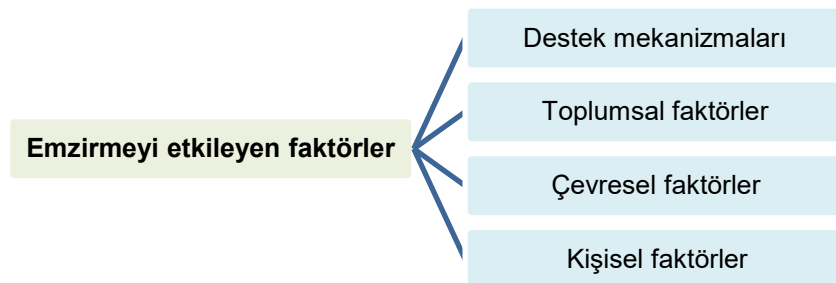 Emzirmeyi etkileyen faktörler
Destek mekanizmaları
Toplumsal faktörler
Çevresel faktörler
Kişisel faktörler